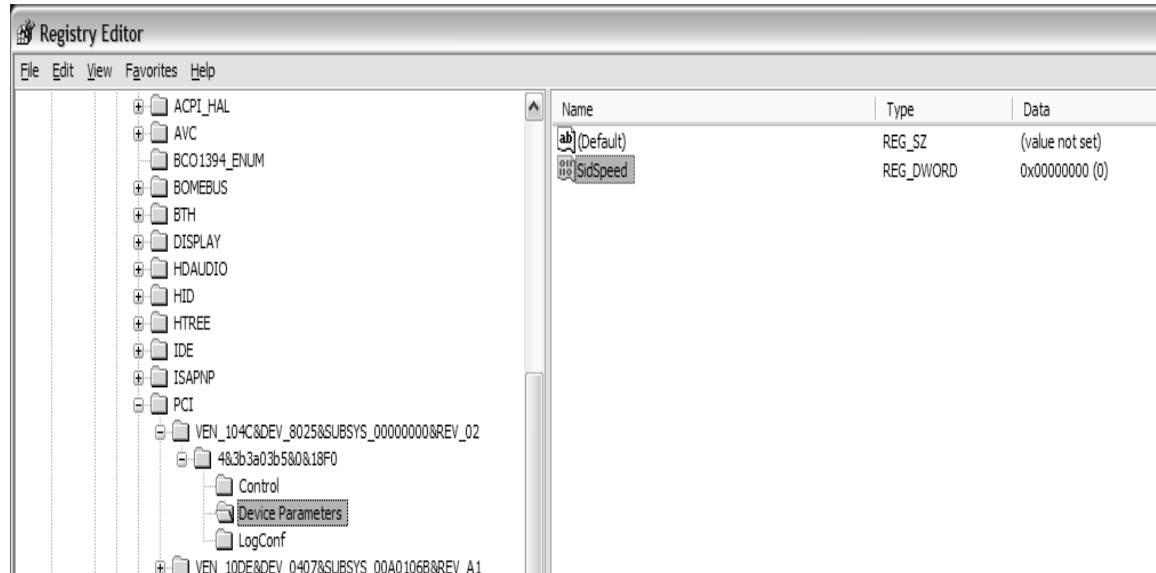 Registry Editor
File Edit View Favorites Help
ACPI_HAL
AVC
BCO1394_ENUM
BOMEBUS
BTH
DISPLAY
HDAUDIO
HID
HTREE
IDE
ISAPNP
PCI
VEN_104C&DEV_8025&SUBSYS_00000000&REV_02
4&3b3a03b5&0&18F0
Control
Device Parameters
LogConf
VEN_10DE&DEV_0407&SUBSYS_00A0106B&REV_A1
Name Type Data
(Default) REG_SZ (value not set)
SidSpeed REG_DWORD 0x00000000 (0)